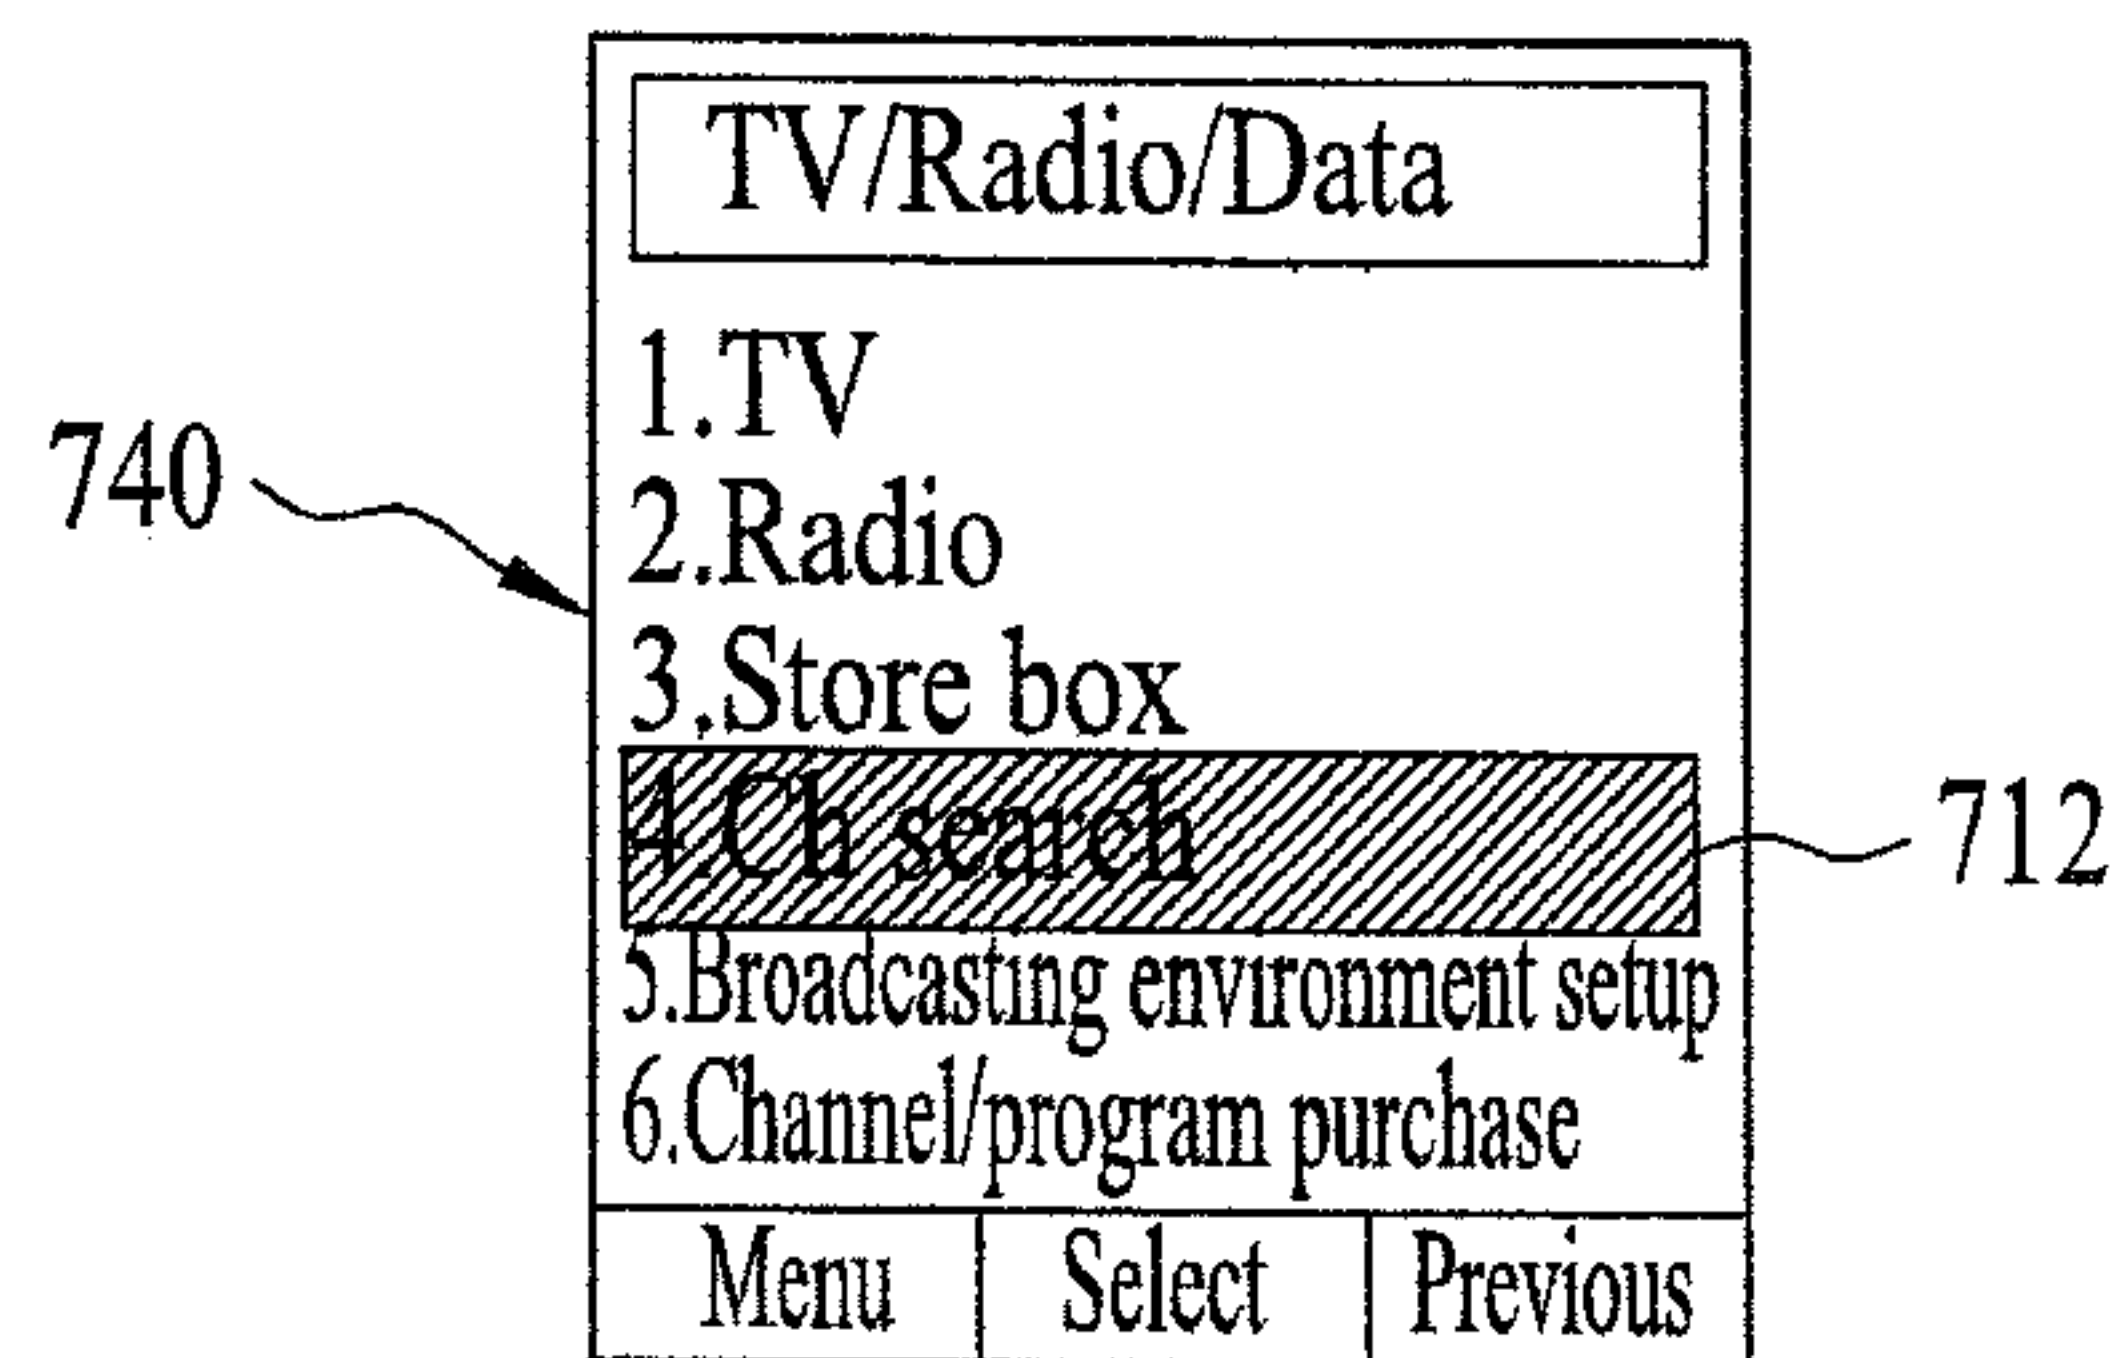 TV/Radio/Data
1.TV
740
2.Radio
3.Store box
4.Ch search
712
5.Broadcasting environment setup
6.Channel/program purchase
Menu Select Previous